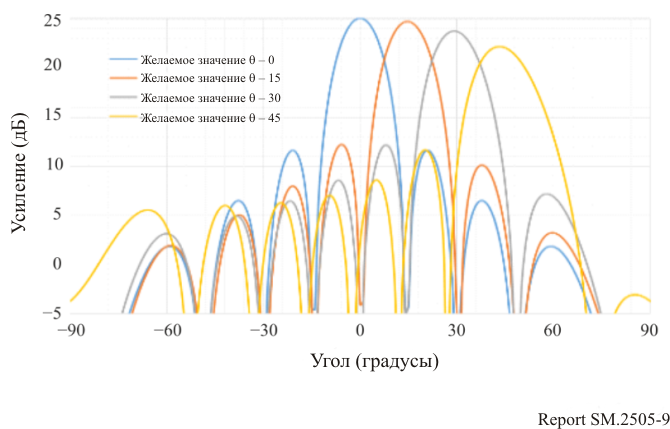 25
20
15
10
5
0
−5
Усиление (дБ)
Желаемое значение θ – 0
Желаемое значение θ – 15
Желаемое значение θ – 30
Желаемое значение θ – 45
−90 −60 −30 0 30 60 90
Угол (градусы)
Report SM.2505-9